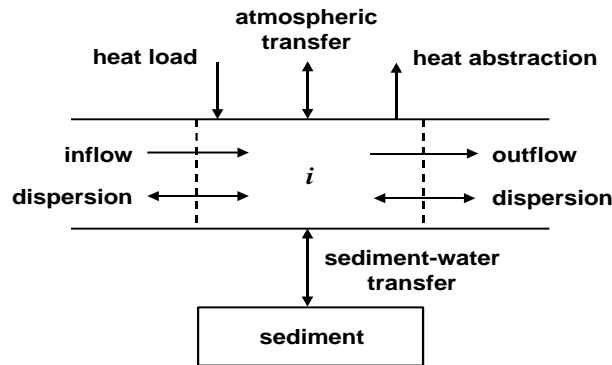 atmospheric
transfer
heat load
heat abstraction
inflow
outflow
i
dispersion
dispersion
sediment-water
transfer
sediment